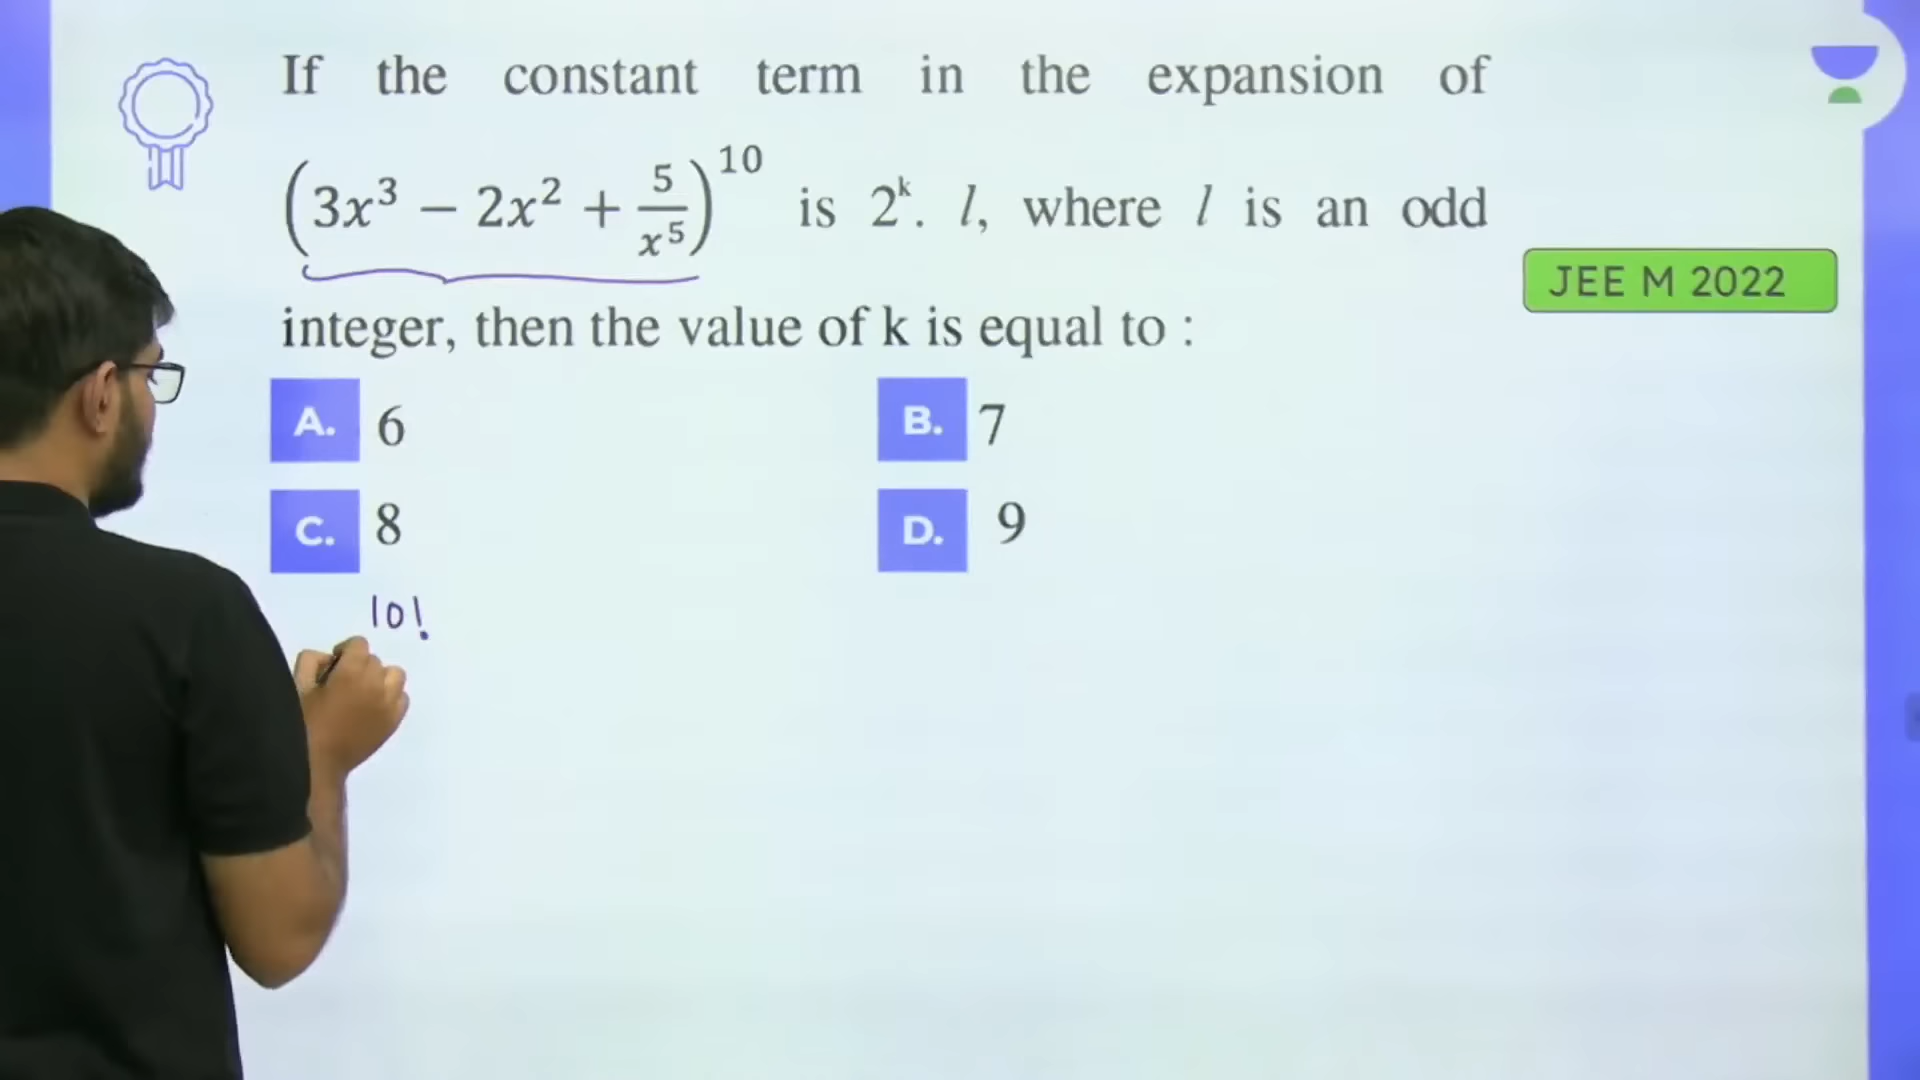 If the constant term in the expansion of
(3x³ − 2x² + 5/x⁵)¹⁰ is 2ᵏ. l, where l is an odd
JEE M 2022
integer, then the value of k is equal to :
A. 6
B. 7
C. 8
D. 9
10!